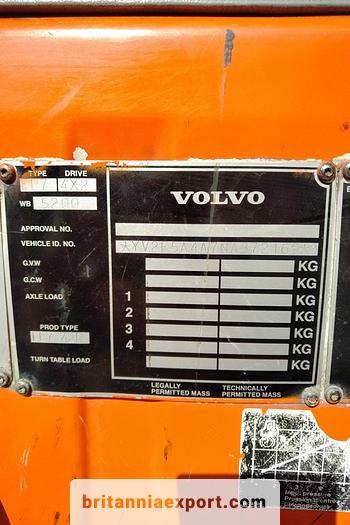 TYPE DRIVE
4X2
WB 5200
VOLVO
APPROVAL NO.
VEHICLE ID. NO.
G.V.W KG
G.C.W KG
AXLE LOAD 1 KG
2 KG
PROD TYPE 3 KG
4 KG
TURN TABLE LOAD KG
LEGALLY PERMITTED MASS
TECHNICALLY PERMITTED MASS
britanniaexport.com